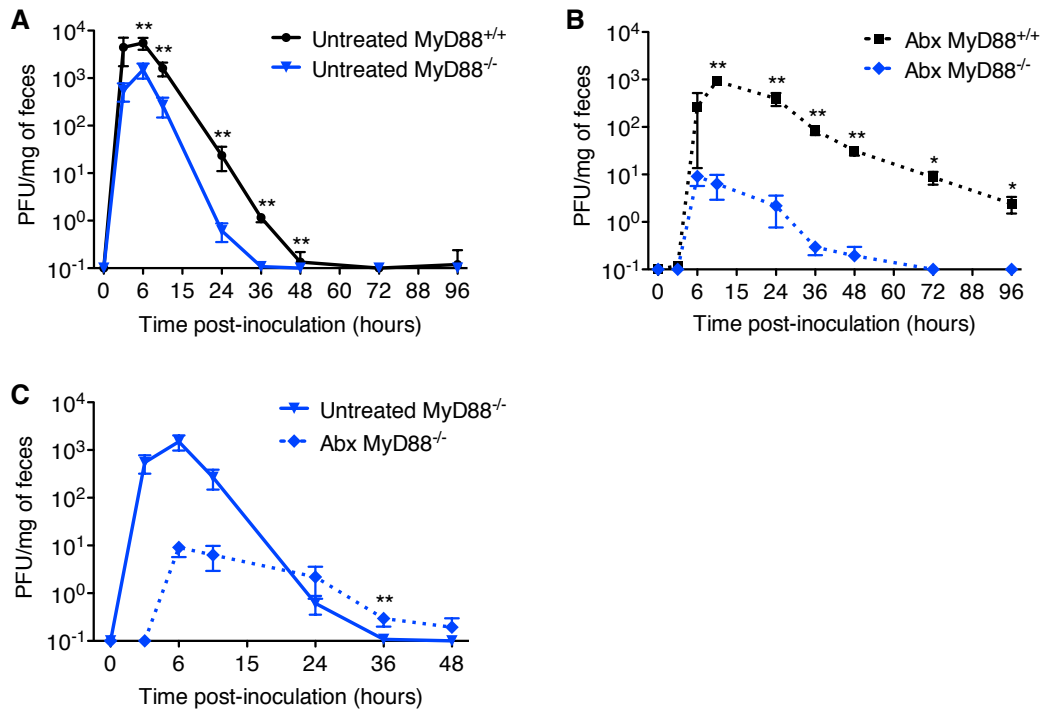 A
PFU/mg of feces
10⁴
10³
10²
10¹
10⁰
10⁻¹
** ** ** ** **
Untreated MyD88⁺/⁺
Untreated MyD88⁻/⁻
0 6 15 24 36 48 60 72 88 96
Time post-inoculation (hours)
B
PFU/mg of feces
10⁴
10³
10²
10¹
10⁰
10⁻¹
** ** ** ** * *
Abx MyD88⁺/⁺
Abx MyD88⁻/⁻
0 6 15 24 36 48 60 72 88 96
Time post-inoculation (hours)
C
PFU/mg of feces
10⁴
10³
10²
10¹
10⁰
10⁻¹
**
Untreated MyD88⁻/⁻
Abx MyD88⁻/⁻
0 6 15 24 36 48
Time post-inoculation (hours)